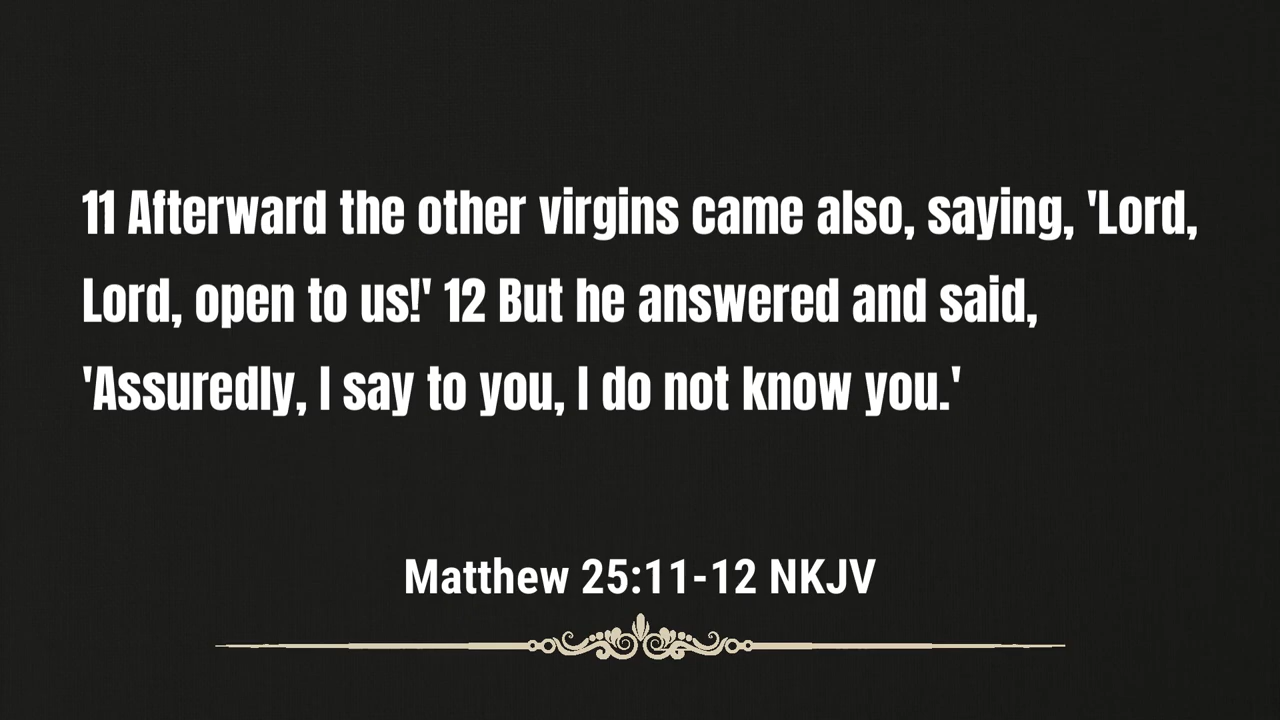 11 Afterward the other virgins came also, saying, 'Lord,
Lord, open to us!' 12 But he answered and said,
'Assuredly, I say to you, I do not know you.'
Matthew 25:11-12 NKJV